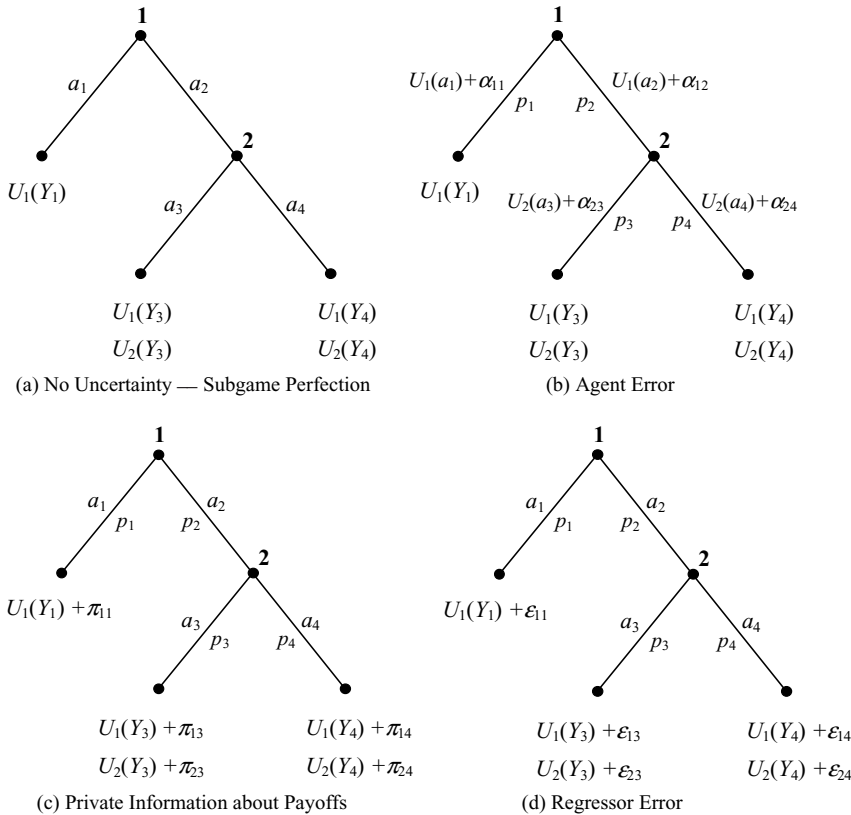 1
a1 a2
2
U1(Y1)
a3 a4
U1(Y3) U1(Y4)
U2(Y3) U2(Y4)
(a) No Uncertainty — Subgame Perfection
1
U1(a1)+α11 U1(a2)+α12
p1 p2
2
U1(Y1)
U2(a3)+α23 U2(a4)+α24
p3 p4
U1(Y3) U1(Y4)
U2(Y3) U2(Y4)
(b) Agent Error
1
a1 a2
p1 p2
2
U1(Y1) +π11
a3 a4
p3 p4
U1(Y3) +π13 U1(Y4) +π14
U2(Y3) +π23 U2(Y4) +π24
(c) Private Information about Payoffs
1
a1 a2
p1 p2
2
U1(Y1) +ε11
a3 a4
p3 p4
U1(Y3) +ε13 U1(Y4) +ε14
U2(Y3) +ε23 U2(Y4) +ε24
(d) Regressor Error